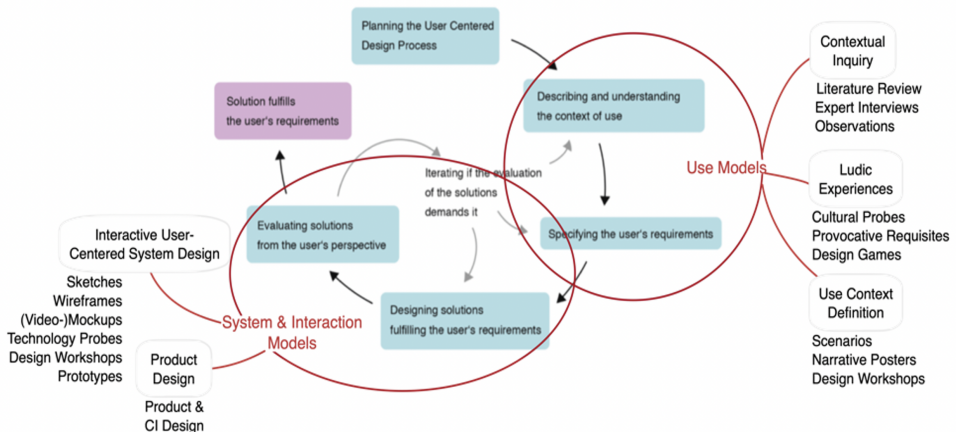 Planning the User Centered
Design Process
Describing and understanding
the context of use
Solution fulfills
the user's requirements
Iterating if the evaluation
of the solutions
demands it
Evaluating solutions
from the user's perspective
Specifying the user's requirements
Designing solutions
fulfilling the user's requirements
Use Models
Contextual
Inquiry
Literature Review
Expert Interviews
Observations
Ludic
Experiences
Cultural Probes
Provocative Requisites
Design Games
Use Context
Definition
Scenarios
Narrative Posters
Design Workshops
System & Interaction
Models
Interactive User-
Centered System Design
Sketches
Wireframes
(Video-)Mockups
Technology Probes
Design Workshops
Prototypes
Product
Design
Product &
CI Design